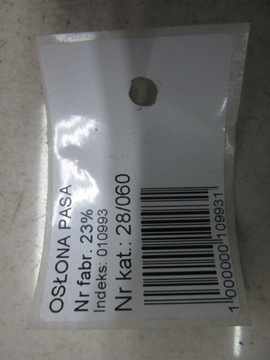 OSŁONA PASA
Nr fabr. 23%
Indeks: 010993
Nr kat.: 28/060
1 000000 109931